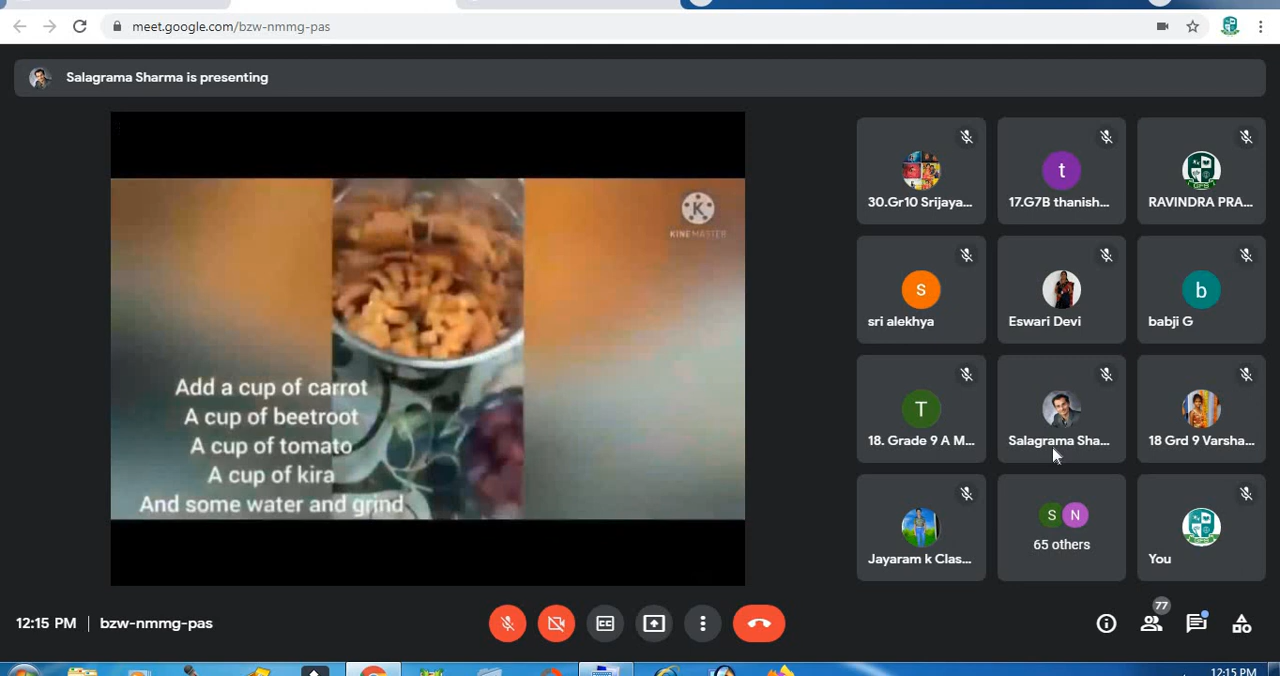 meet.google.com/bzw-nmmg-pas
Salagrama Sharma is presenting
K
KINEMASTER
Add a cup of carrot
A cup of beetroot
A cup of tomato
A cup of kira
And some water and grind
30.Gr10 Srijaya...
t
17.G7B thanish...
RAVINDRA PRA...
s
sri alekhya
Eswari Devi
b
babji G
T
18. Grade 9 A M...
Salagrama Sha...
18 Grd 9 Varsha...
Jayaram k Clas...
S N
65 others
You
12:15 PM | bzw-nmmg-pas
CC
77
12:15 PM